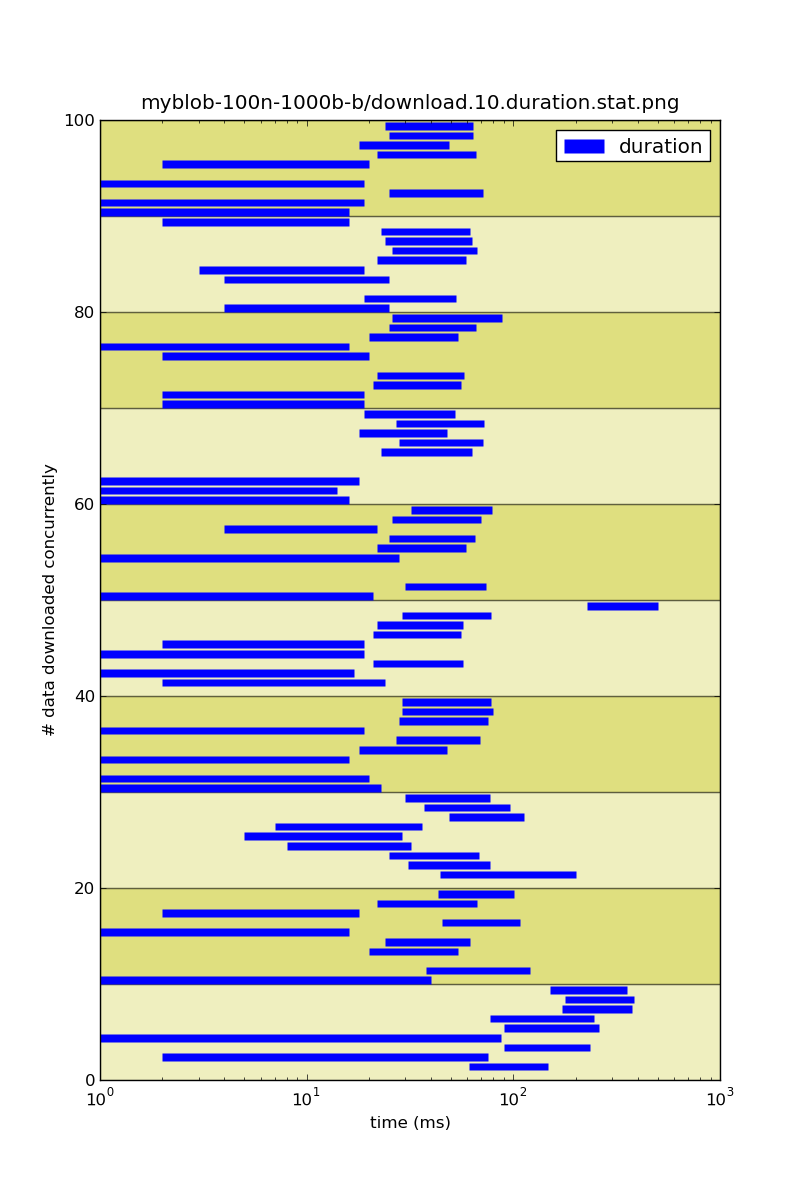 myblob-100n-1000b-b/download.10.duration.stat.png
duration
100
80
60
40
20
0
# data downloaded concurrently
10⁰ 10¹ 10² 10³
time (ms)